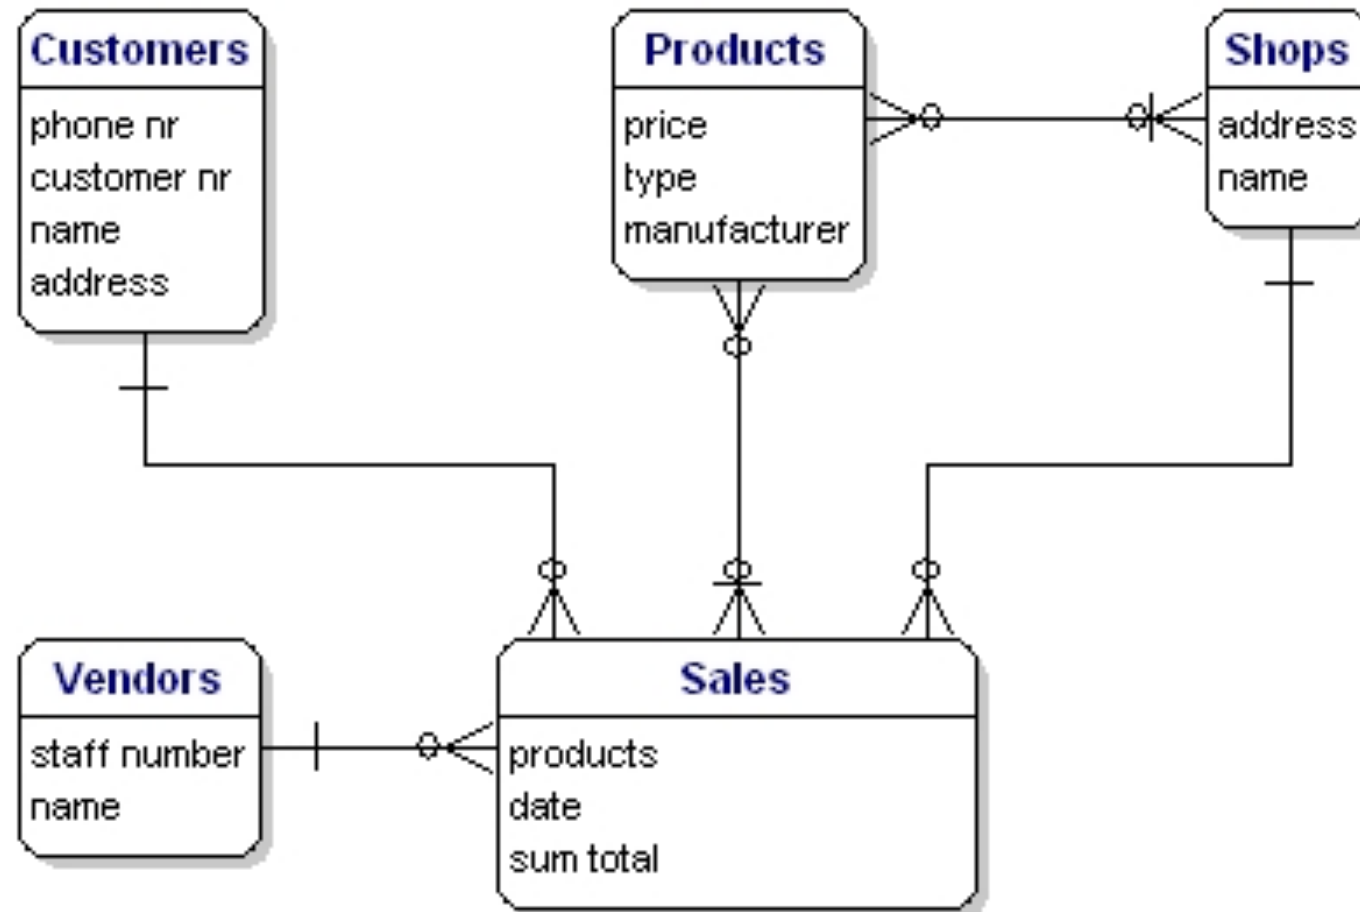 Customers
phone nr
customer nr
name
address
Products
price
type
manufacturer
Shops
address
name
Vendors
staff number
name
Sales
products
date
sum total